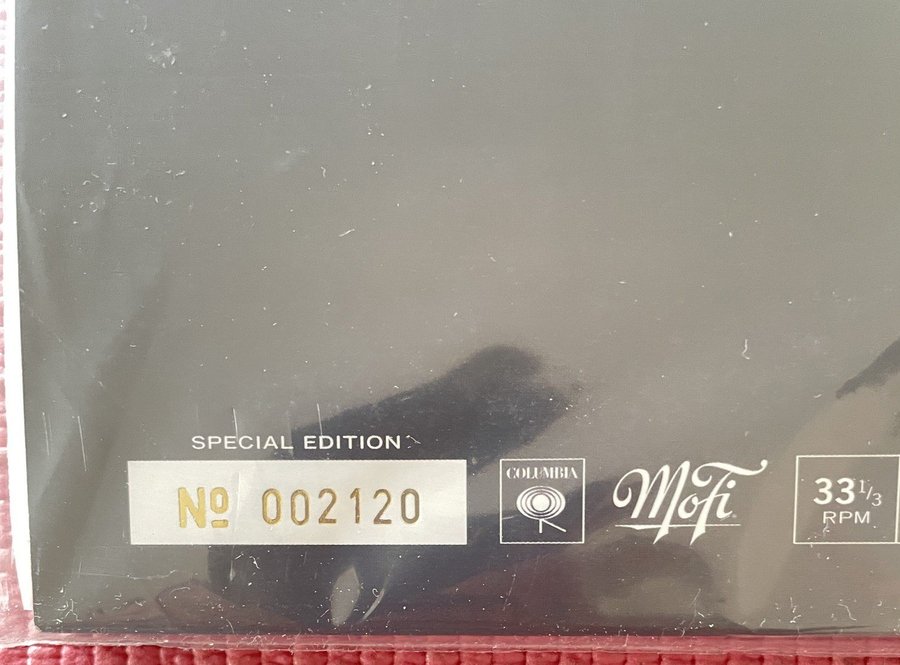 SPECIAL EDITION
Nº 002120
COLUMBIA
MoFi
33 1/3
RPM